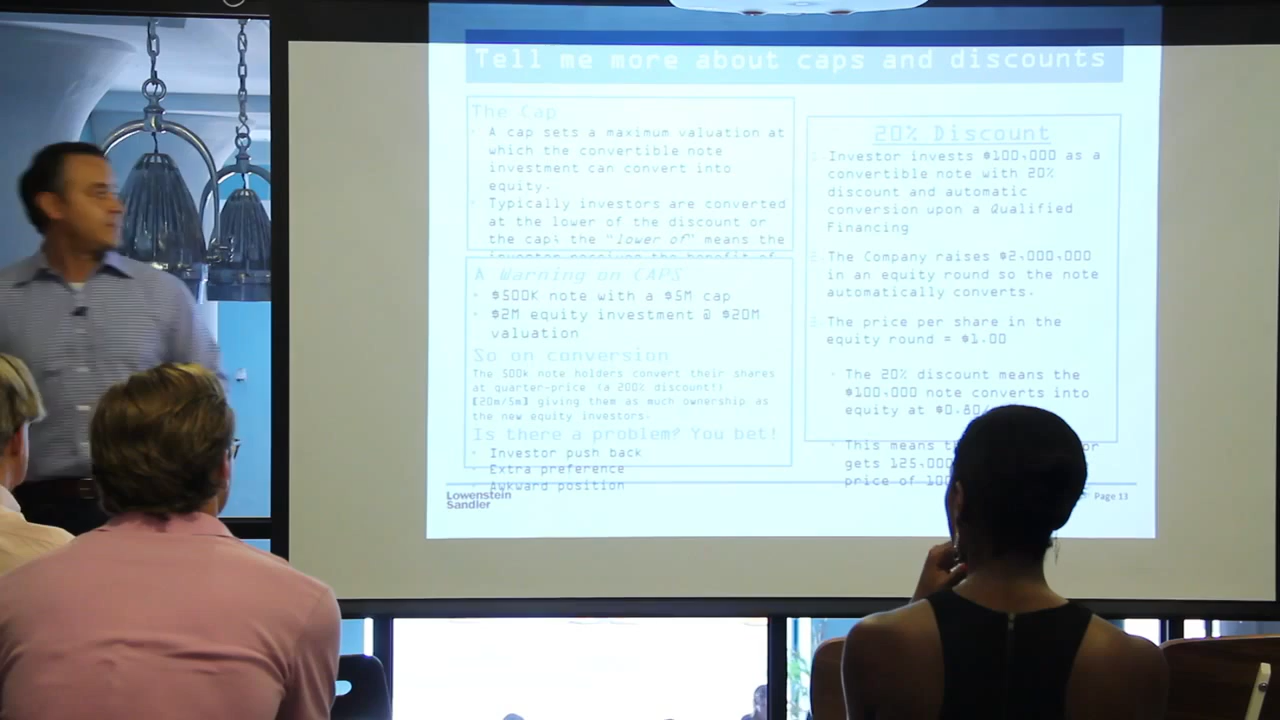 Tell me more about caps and discounts
The Cap
• A cap sets a maximum valuation at
which the convertible note
investment can convert into
equity.
• Typically investors are converted
at the lower of the discount or
the cap; the "lower of" means the
investor receives the benefit of
A Warning on CAPS
• $500K note with a $5M cap
• $2M equity investment @ $20M
valuation
So on conversion
The 500k note holders convert their shares
at quarter-price (a 200% discount!)
[20m/5m] giving them as much ownership as
the new equity investors.
Is there a problem? You bet!
• Investor push back
• Extra preference
• Awkward position
20% Discount
Investor invests $100,000 as a
convertible note with 20%
discount and automatic
conversion upon a Qualified
Financing
The Company raises $2,000,000
in an equity round so the note
automatically converts.
The price per share in the
equity round = $1.00
• The 20% discount means the
$100,000 note converts into
equity at $0.80/
• This means
gets 125,000
price of
Lowenstein
Sandler
Page 13